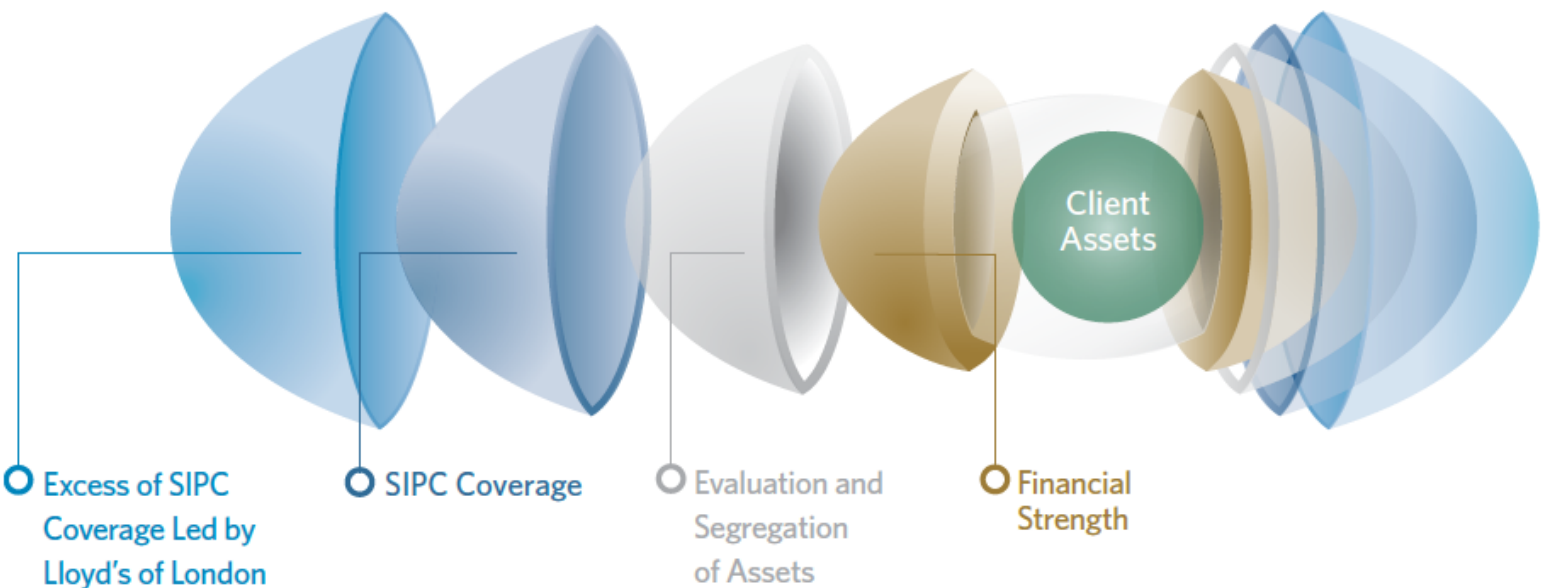 Client
Assets
Excess of SIPC
Coverage Led by
Lloyd's of London
SIPC Coverage
Evaluation and
Segregation
of Assets
Financial
Strength